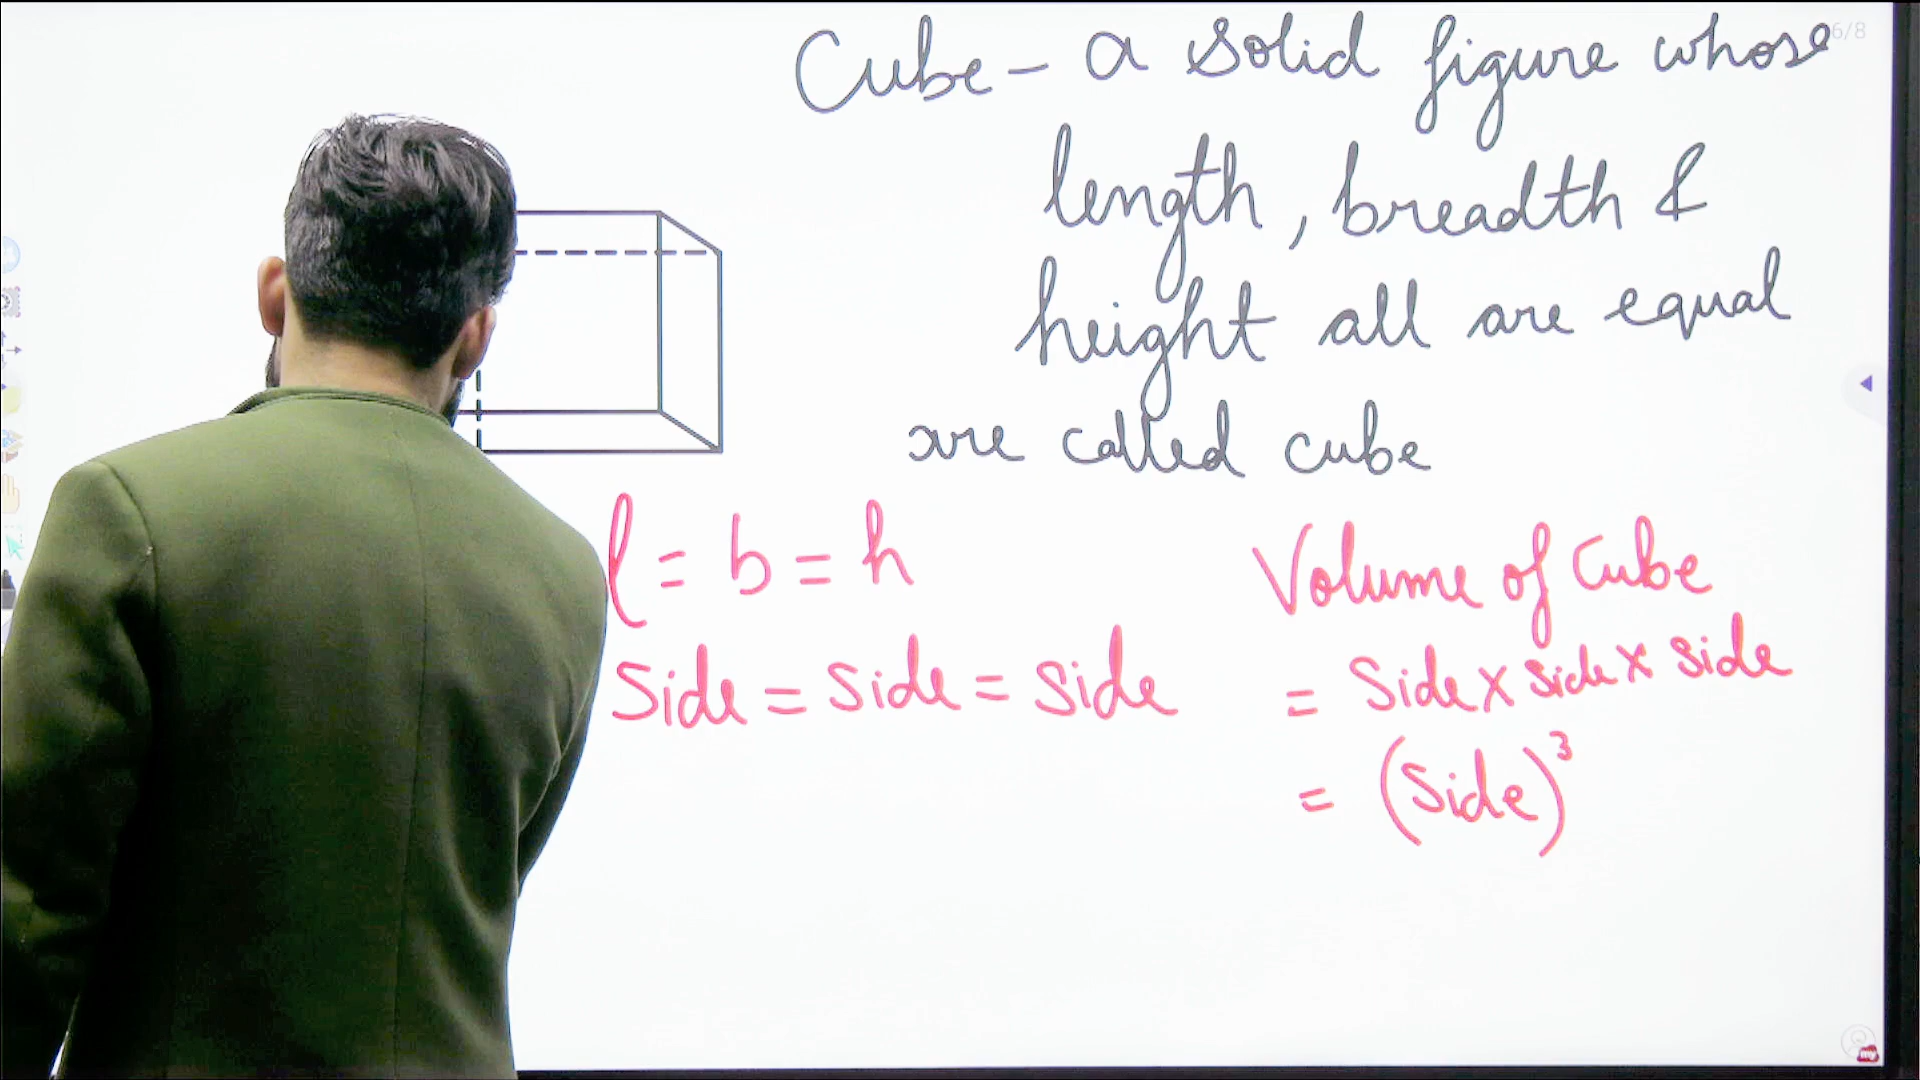 Cube - a solid figure whose
length, breadth &
height all are equal
are called cube
l = b = h
Side = Side = Side
Volume of Cube
= Side x side x side
= (Side)³
6/8
my